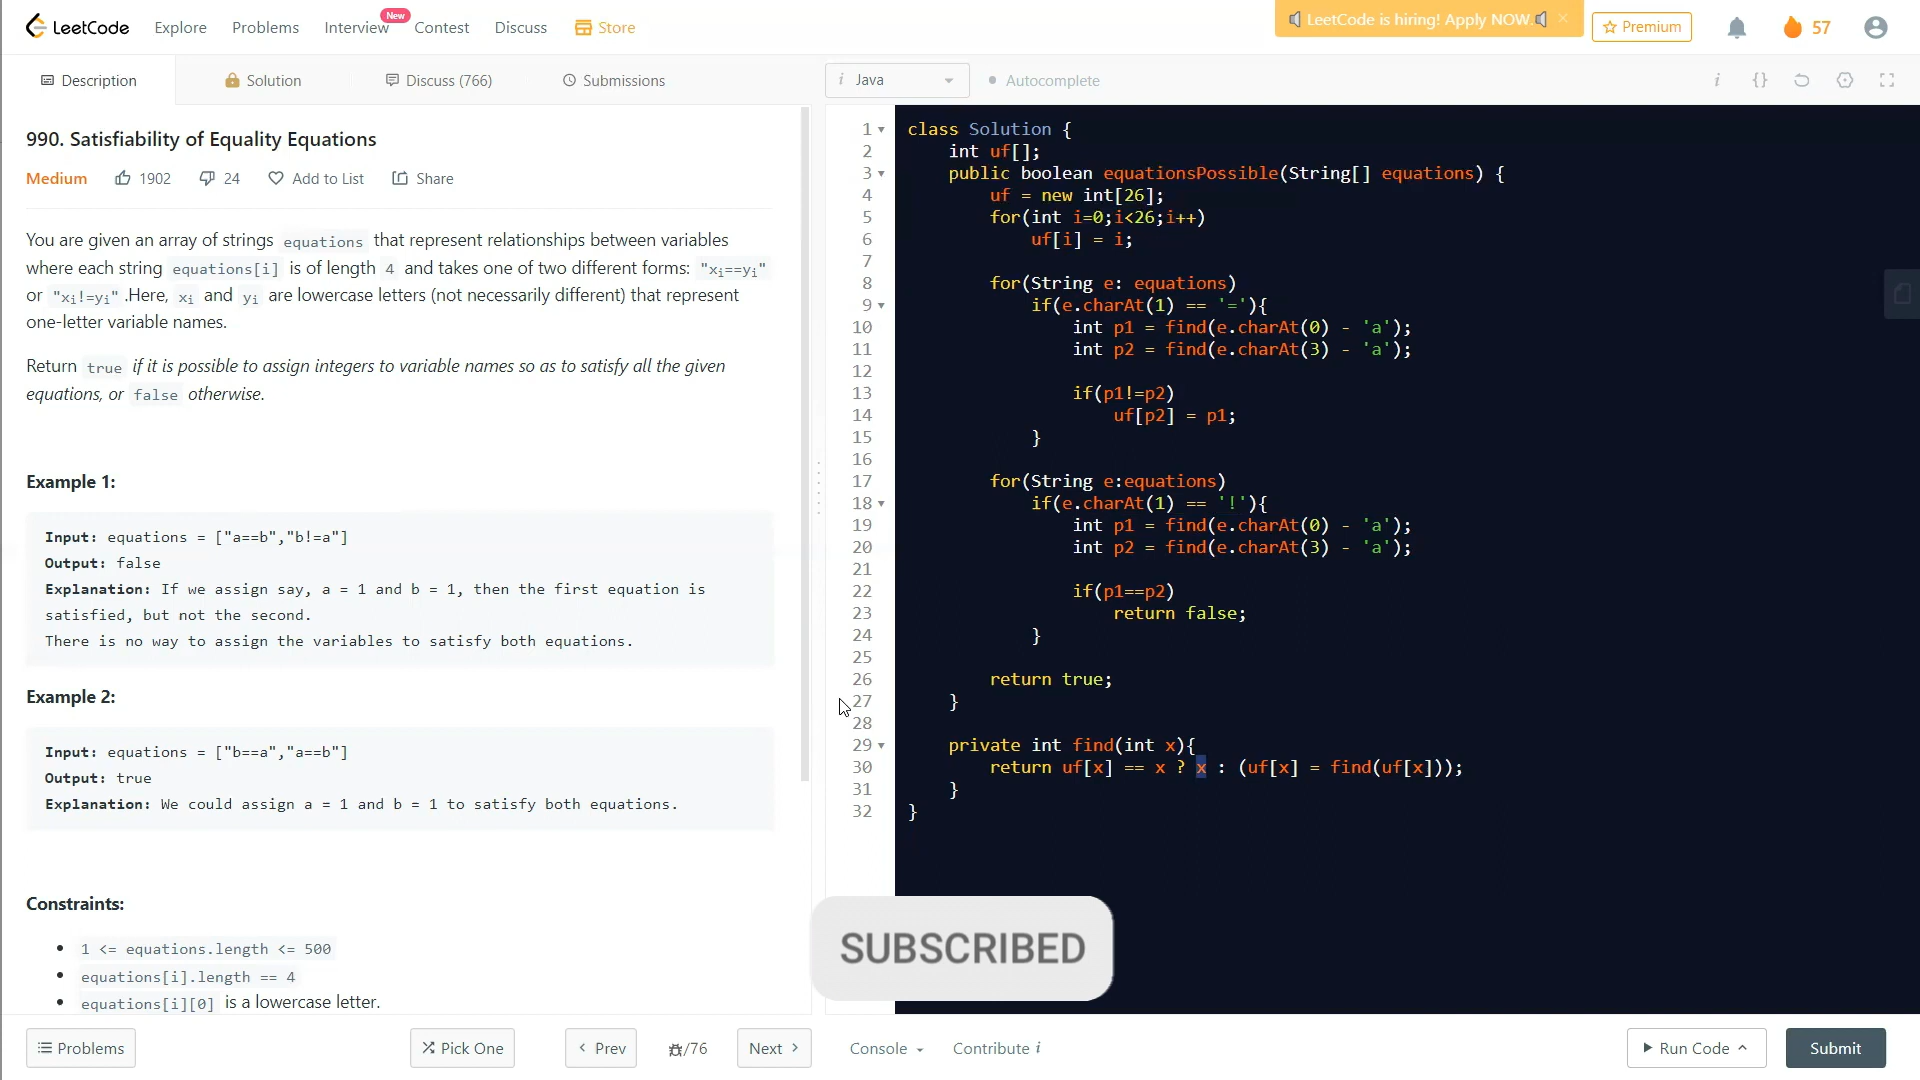 LeetCode Explore Problems Interview New Contest Discuss Store LeetCode is hiring! Apply NOW. Premium 57
Description Solution Discuss (766) Submissions
i Java Autocomplete
990. Satisfiability of Equality Equations
Medium 1902 24 Add to List Share
You are given an array of strings equations that represent relationships between variables
where each string equations[i] is of length 4 and takes one of two different forms: "xi==yi"
or "xi!=yi".Here, xi and yi are lowercase letters (not necessarily different) that represent
one-letter variable names.
Return true if it is possible to assign integers to variable names so as to satisfy all the given
equations, or false otherwise.
Example 1:
Input: equations = ["a==b","b!=a"]
Output: false
Explanation: If we assign say, a = 1 and b = 1, then the first equation is
satisfied, but not the second.
There is no way to assign the variables to satisfy both equations.
Example 2:
Input: equations = ["b==a","a==b"]
Output: true
Explanation: We could assign a = 1 and b = 1 to satisfy both equations.
Constraints:
• 1 <= equations.length <= 500
• equations[i].length == 4
• equations[i][0] is a lowercase letter.
1 class Solution {
2 int uf[];
3 public boolean equationsPossible(String[] equations) {
4 uf = new int[26];
5 for(int i=0;i<26;i++)
6 uf[i] = i;
7
8 for(String e: equations)
9 if(e.charAt(1) == '='){
10 int p1 = find(e.charAt(0) - 'a');
11 int p2 = find(e.charAt(3) - 'a');
12
13 if(p1!=p2)
14 uf[p2] = p1;
15 }
16
17 for(String e:equations)
18 if(e.charAt(1) == '!'){
19 int p1 = find(e.charAt(0) - 'a');
20 int p2 = find(e.charAt(3) - 'a');
21
22 if(p1==p2)
23 return false;
24 }
25
26 return true;
27 }
28
29 private int find(int x){
30 return uf[x] == x ? x : (uf[x] = find(uf[x]));
31 }
32 }
SUBSCRIBED
Problems Pick One Prev /76 Next Console Contribute i Run Code Submit